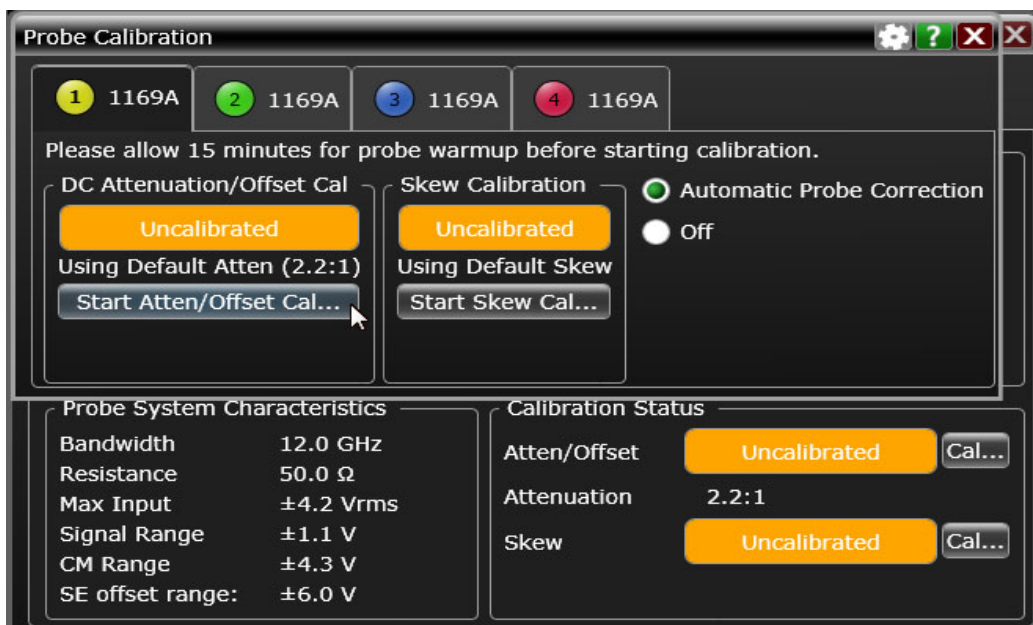 Probe Calibration
?
X
X
1 1169A
2 1169A
3 1169A
4 1169A
Please allow 15 minutes for probe warmup before starting calibration.
DC Attenuation/Offset Cal
Uncalibrated
Using Default Atten (2.2:1)
Start Atten/Offset Cal...
Skew Calibration
Uncalibrated
Using Default Skew
Start Skew Cal...
Automatic Probe Correction
Off
Probe System Characteristics
Bandwidth 12.0 GHz
Resistance 50.0 Ω
Max Input ±4.2 Vrms
Signal Range ±1.1 V
CM Range ±4.3 V
SE offset range: ±6.0 V
Calibration Status
Atten/Offset Uncalibrated Cal...
Attenuation 2.2:1
Skew Uncalibrated Cal...